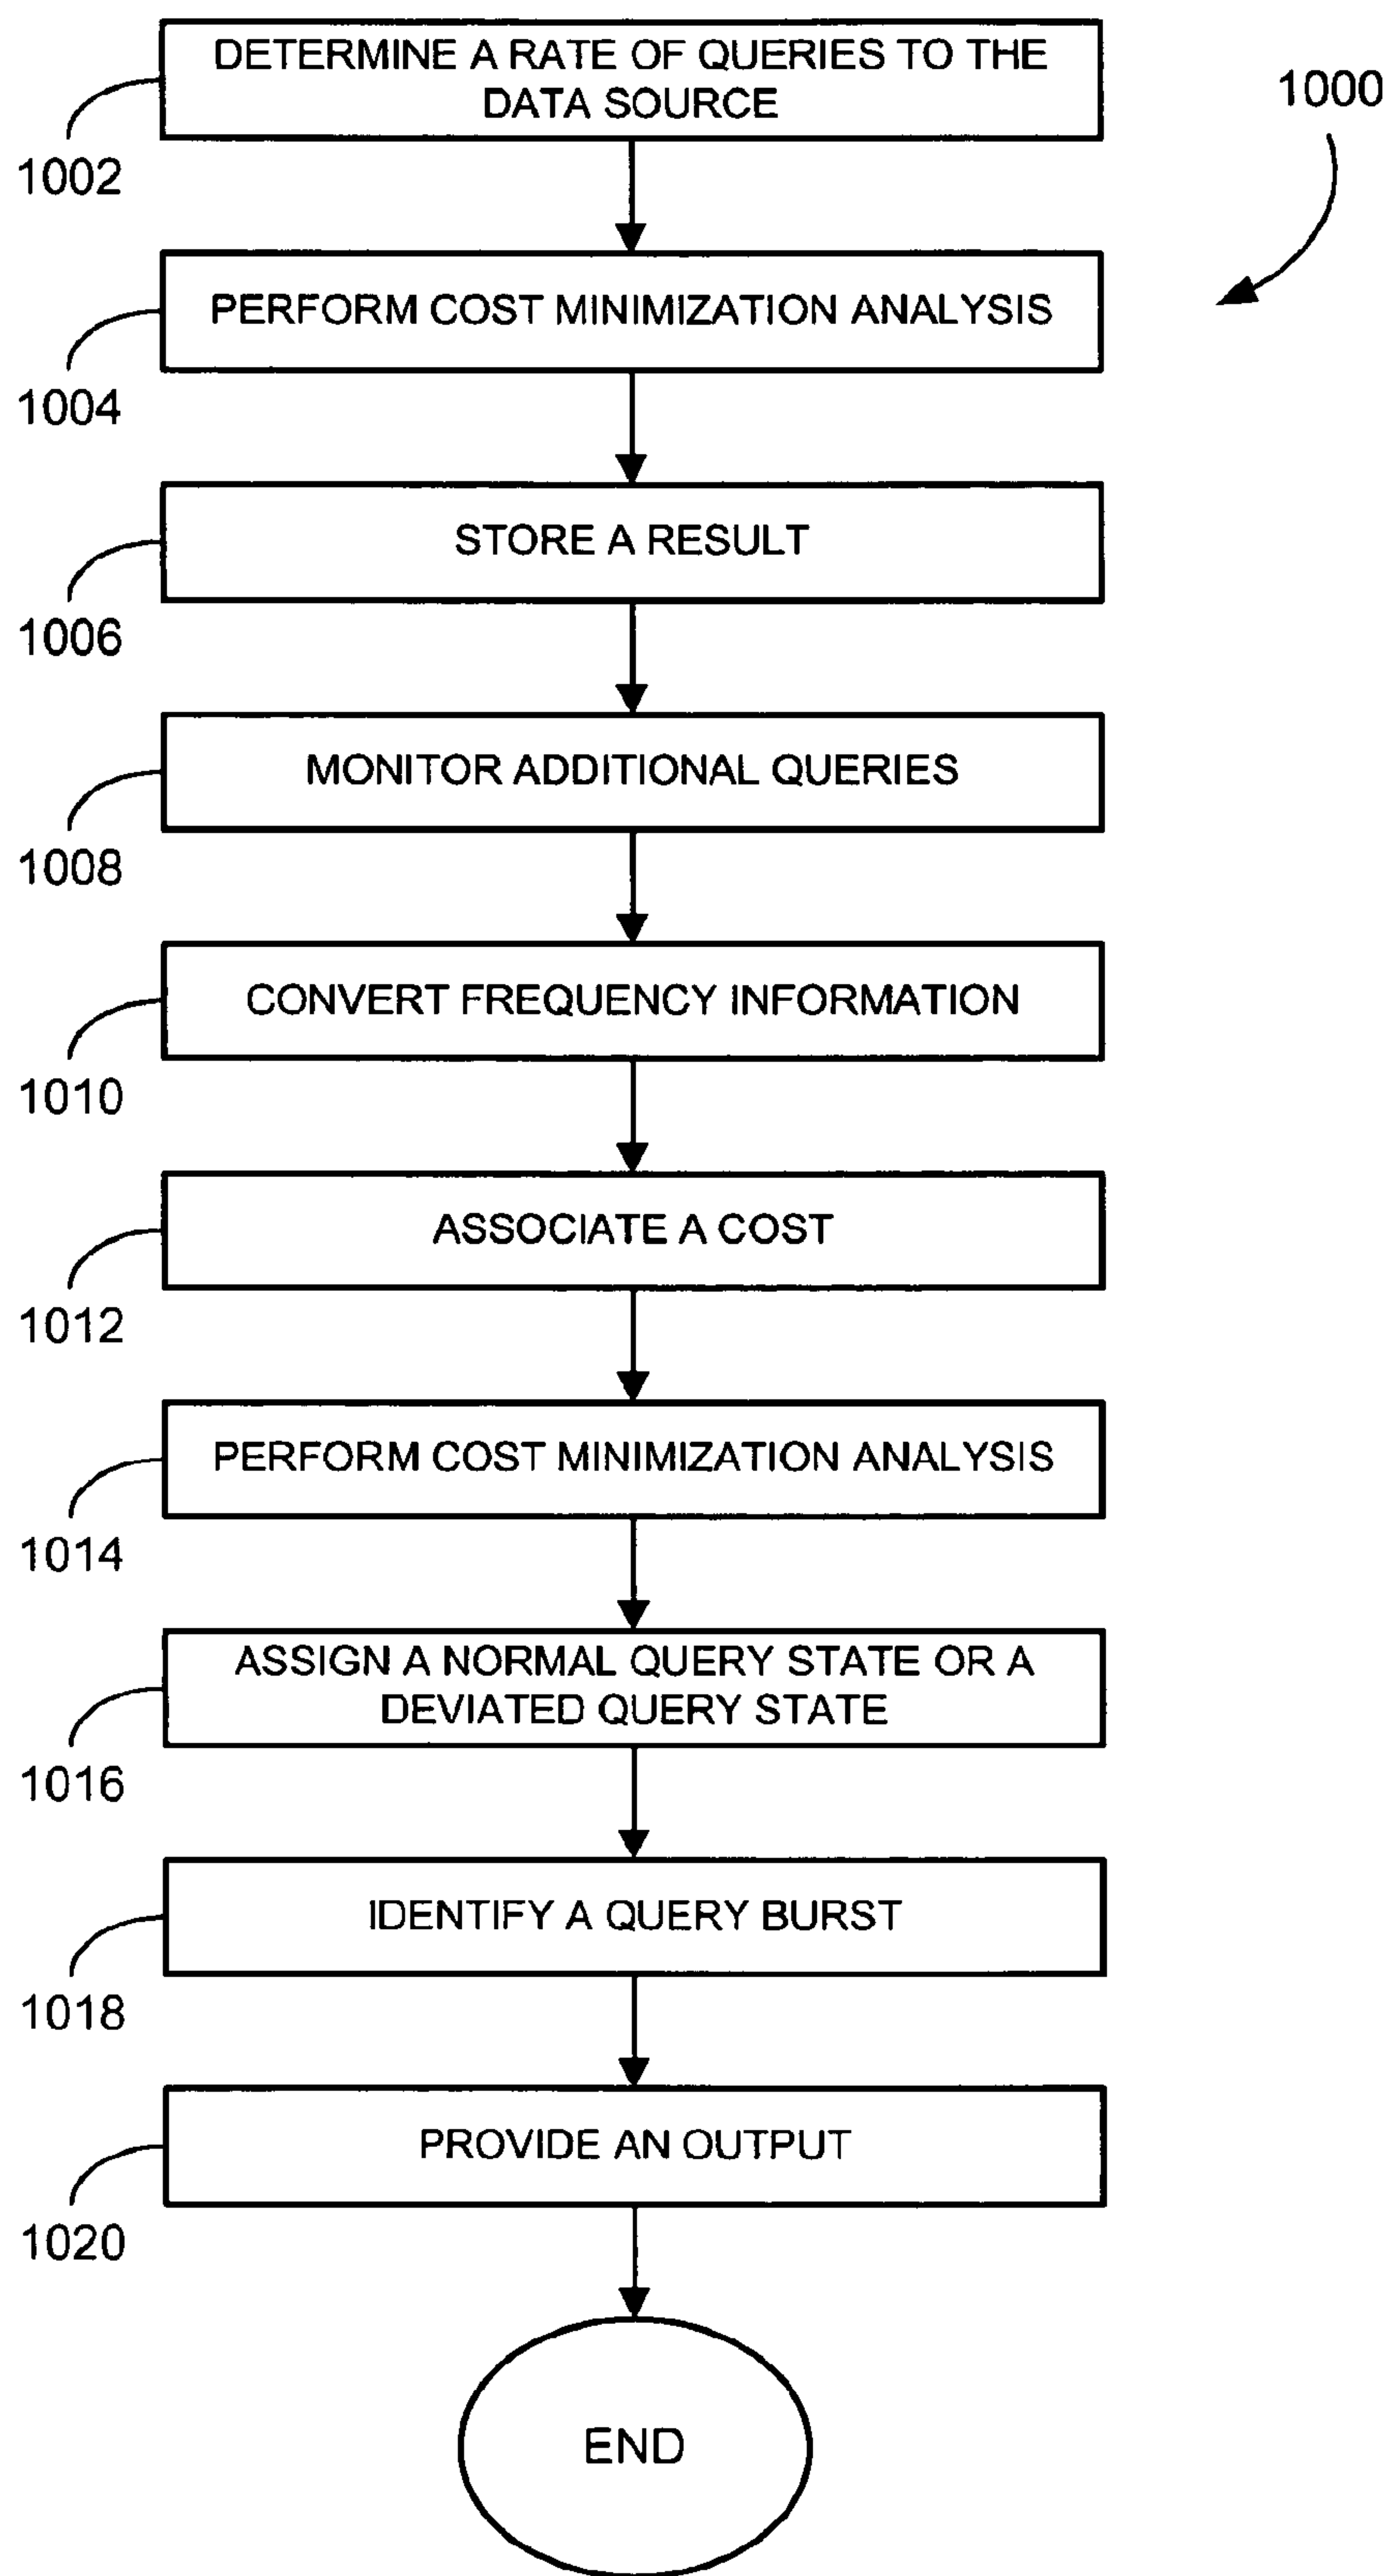 DETERMINE A RATE OF QUERIES TO THE
DATA SOURCE
1000
1002
PERFORM COST MINIMIZATION ANALYSIS
1004
STORE A RESULT
1006
MONITOR ADDITIONAL QUERIES
1008
CONVERT FREQUENCY INFORMATION
1010
ASSOCIATE A COST
1012
PERFORM COST MINIMIZATION ANALYSIS
1014
ASSIGN A NORMAL QUERY STATE OR A
DEVIATED QUERY STATE
1016
IDENTIFY A QUERY BURST
1018
PROVIDE AN OUTPUT
1020
END